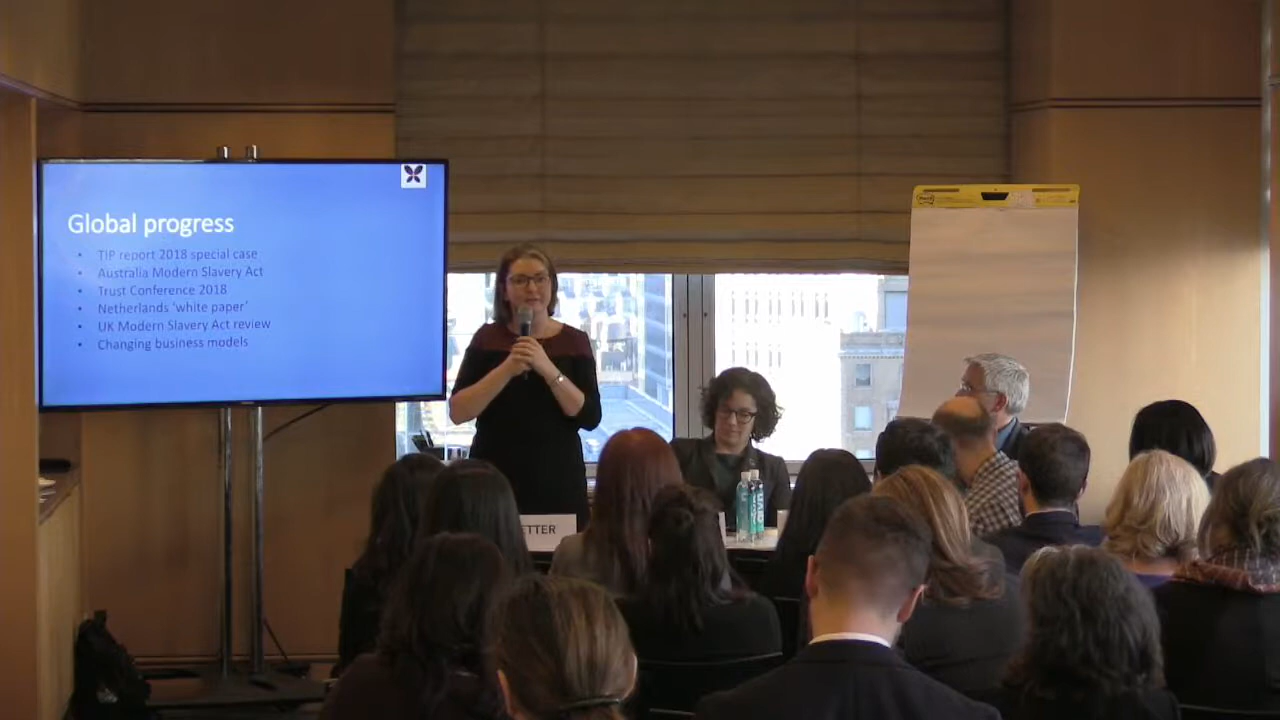 Global progress
• TIP report 2018 special case
• Australia Modern Slavery Act
• Trust Conference 2018
• Netherlands 'white paper'
• UK Modern Slavery Act review
• Changing business models
ETTER